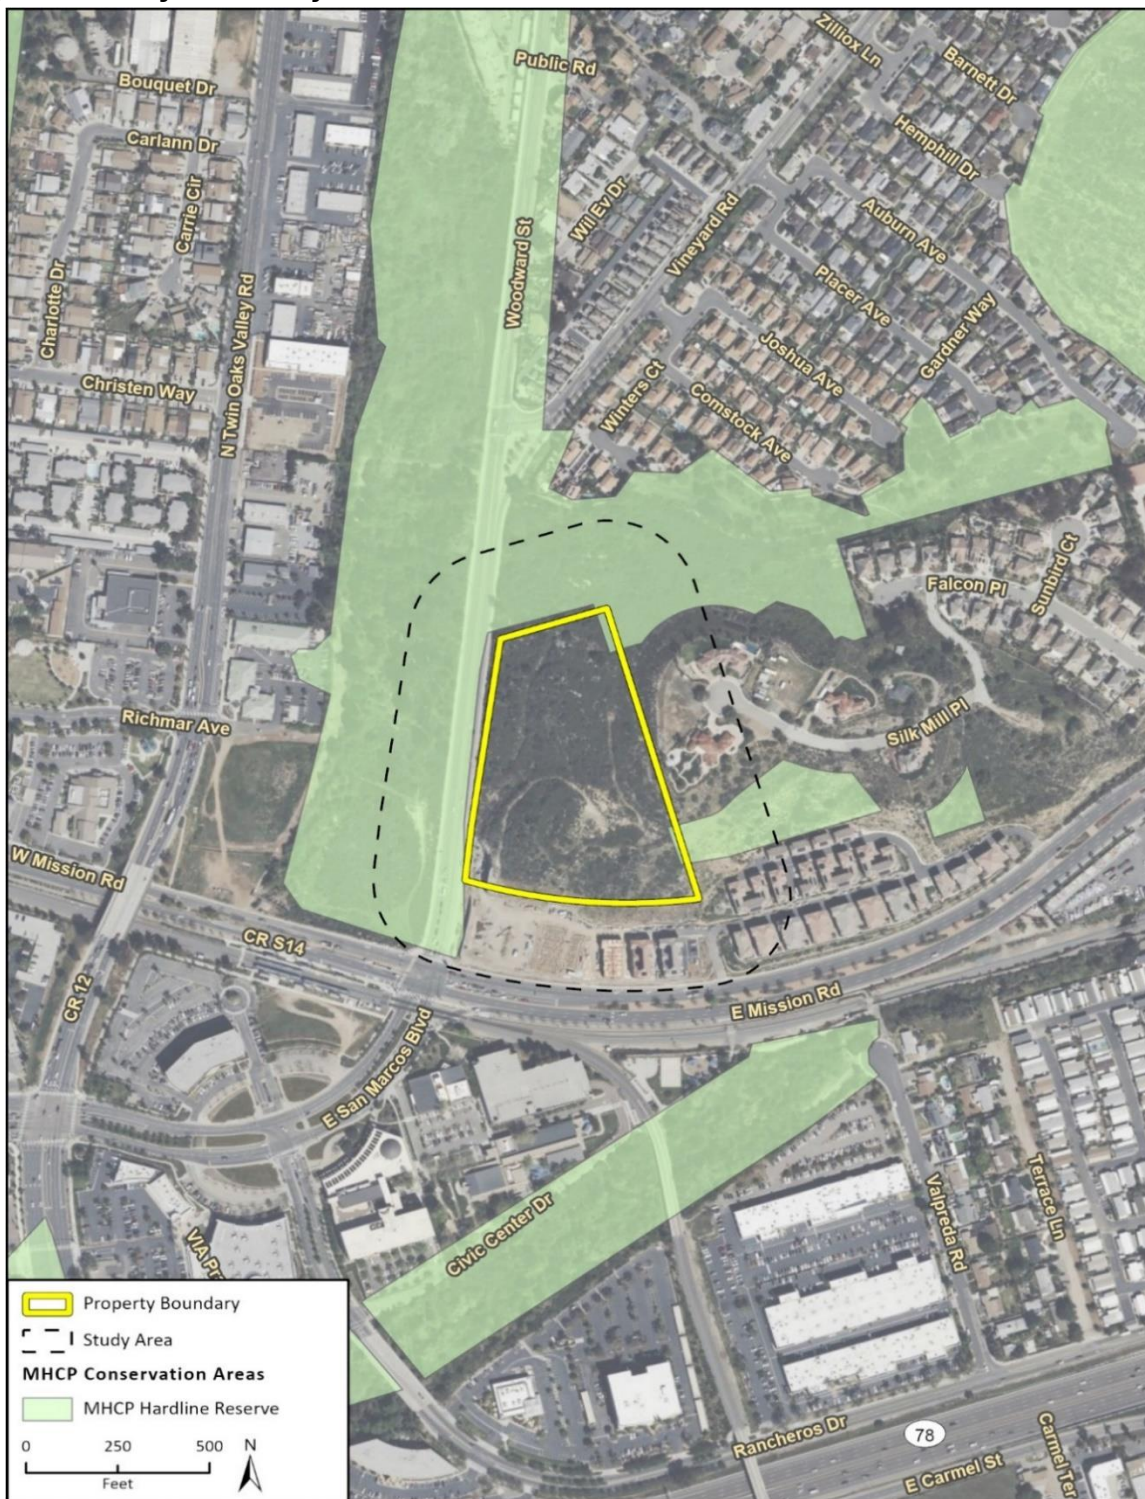 Zilliox Ln
Public Rd
Barnett Dr
Bouquet Dr
Hemphill Dr
Carlann Dr
Carrie Cir
Wil Ev Dr
Vineyard Rd
Auburn Ave
Woodward St
Charlotte Dr
N Twin Oaks Valley Rd
Placer Ave
Gardner Way
Joshua Ave
Christen Way
Winters Ct
Comstock Ave
Sunbird Ct
Falcon Pl
Richmar Ave
Silk Mill Pl
W Mission Rd
CR S14
CR 12
E Mission Rd
E San Marcos Blvd
Terrace Ln
Valpreda Rd
Civic Center Dr
Property Boundary
Study Area
MHCP Conservation Areas
MHCP Hardline Reserve
0 250 500
Feet
N
Rancheros Dr
78
E Carmel St
Carmel Ter